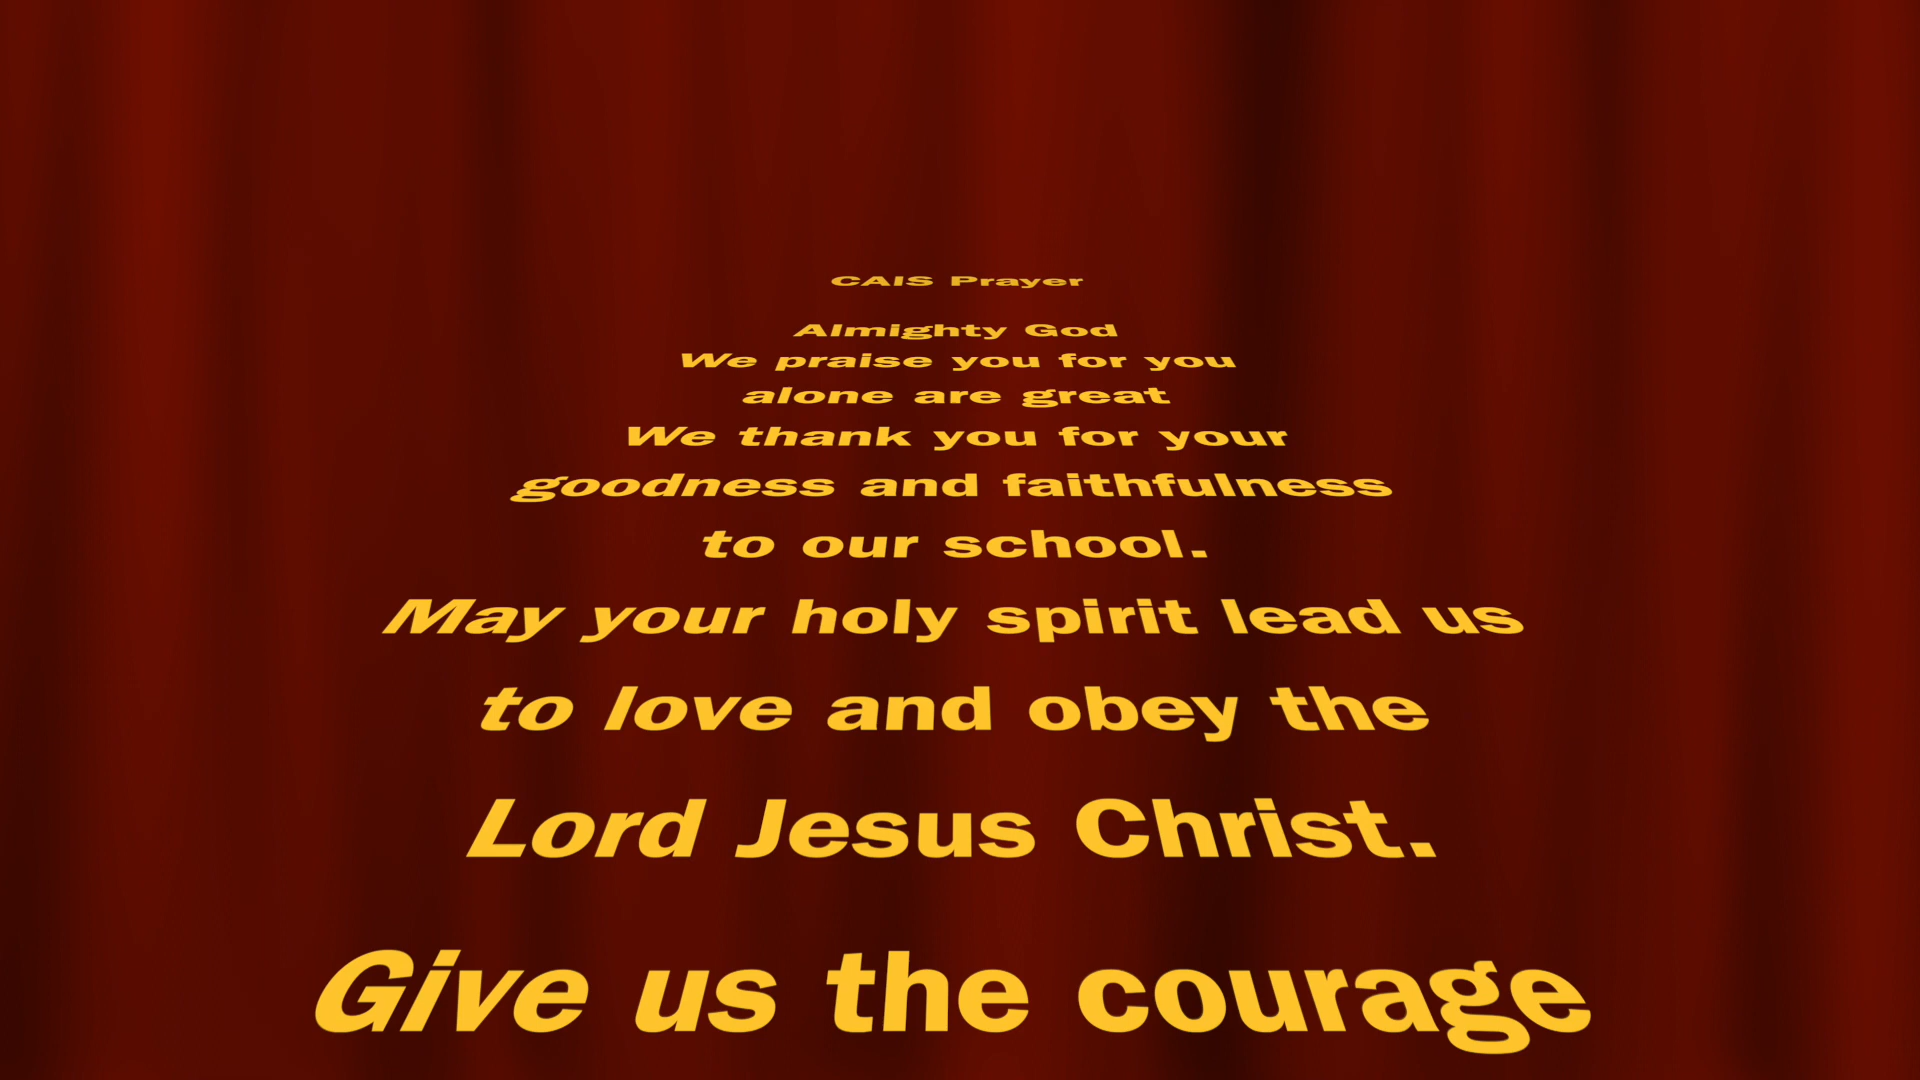 CAIS Prayer
Almighty God
We praise you for you
alone are great
We thank you for your
goodness and faithfulness
to our school.
May your holy spirit lead us
to love and obey the
Lord Jesus Christ.
Give us the courage